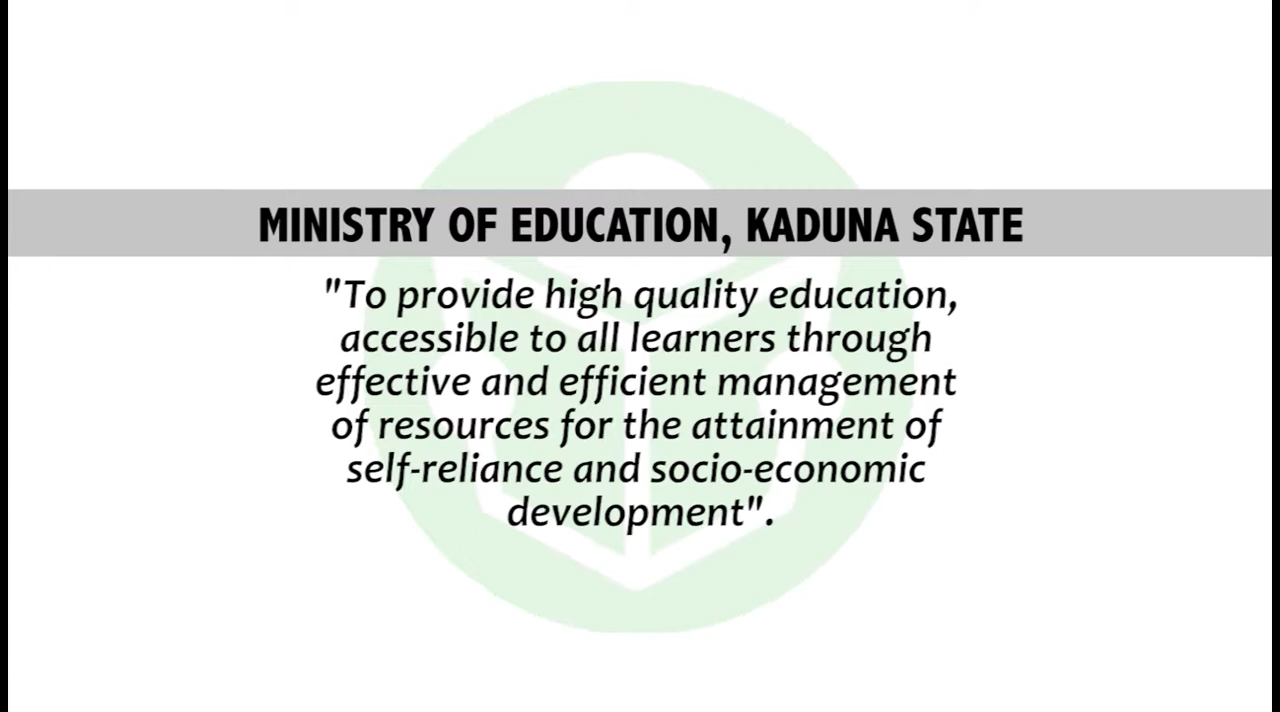 MINISTRY OF EDUCATION, KADUNA STATE
"To provide high quality education,
accessible to all learners through
effective and efficient management
of resources for the attainment of
self-reliance and socio-economic
development".